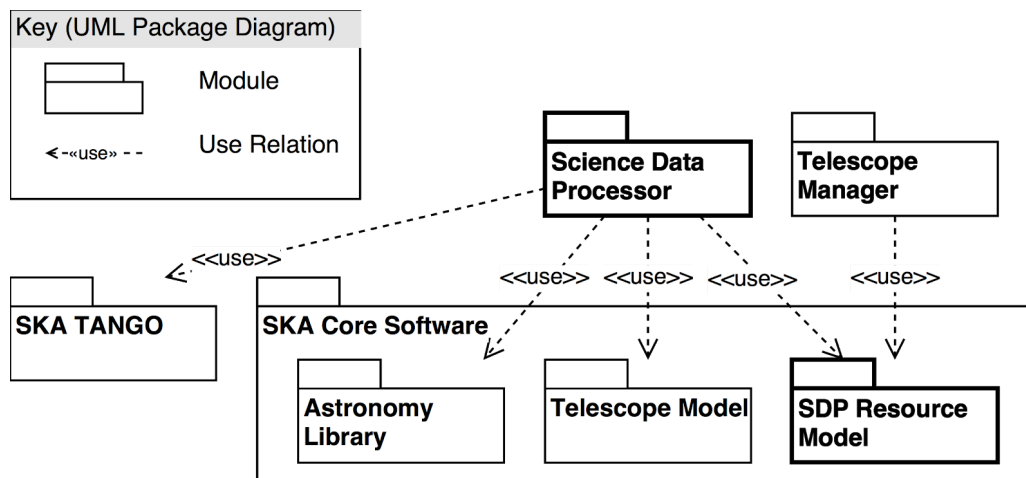 Key (UML Package Diagram)
Module
«use»
Use Relation
Science Data
Processor
Telescope
Manager
<<use>>
<<use>>
<<use>>
<<use>>
<<use>>
SKA TANGO
SKA Core Software
Astronomy
Library
Telescope Model
SDP Resource
Model